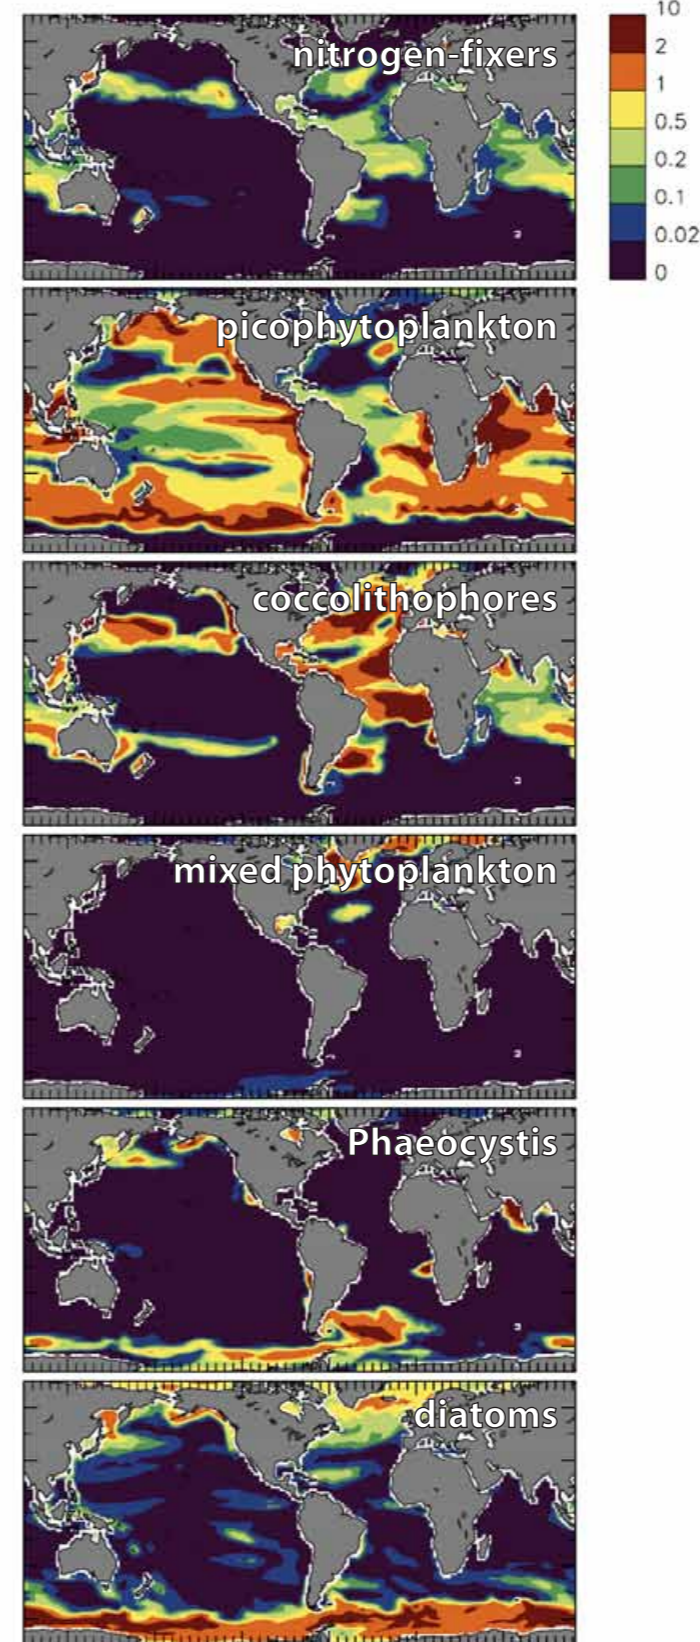 nitrogen-fixers
10
2
1
0.5
0.2
0.1
0.02
0
picophytoplankton
coccolithophores
mixed phytoplankton
Phaeocystis
diatoms